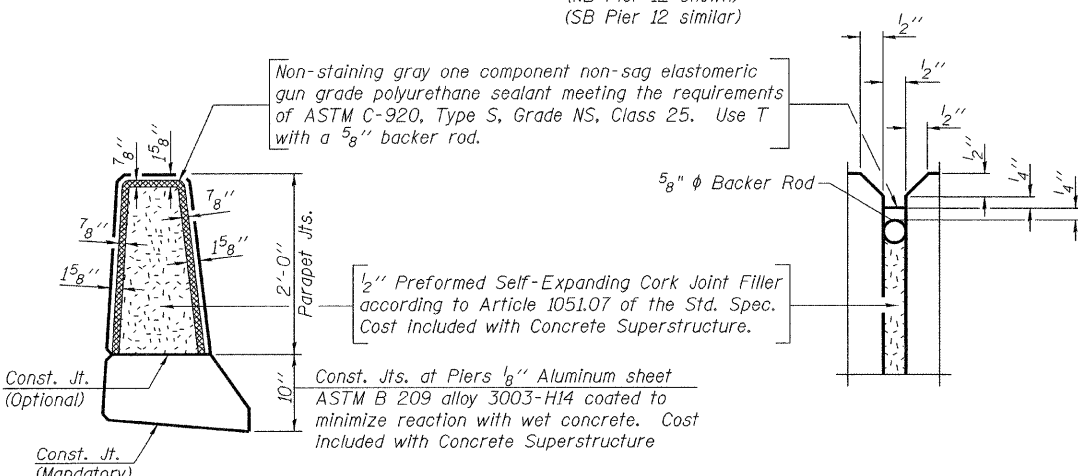 (SB Pier 12 similar)
Non-staining gray one component non-sag elastomeric
gun grade polyurethane sealant meeting the requirements
of ASTM C-920, Type S, Grade NS, Class 25. Use T
with a 5/8" backer rod.
1/2"
1/2"
1/2"
1/2"
1/4"
1/4"
5/8" φ Backer Rod
7/8"
1 5/8"
7/8"
1 5/8"
7/8"
1 5/8"
2'-0"
Parapet Jts.
1/2" Preformed Self-Expanding Cork Joint Filler
according to Article 1051.07 of the Std. Spec.
Cost included with Concrete Superstructure.
10"
Const. Jt.
(Optional)
Const. Jts. at Piers 1/8" Aluminum sheet
ASTM B 209 alloy 3003-H14 coated to
minimize reaction with wet concrete. Cost
included with Concrete Superstructure
Const. Jt.
(Mandatory)